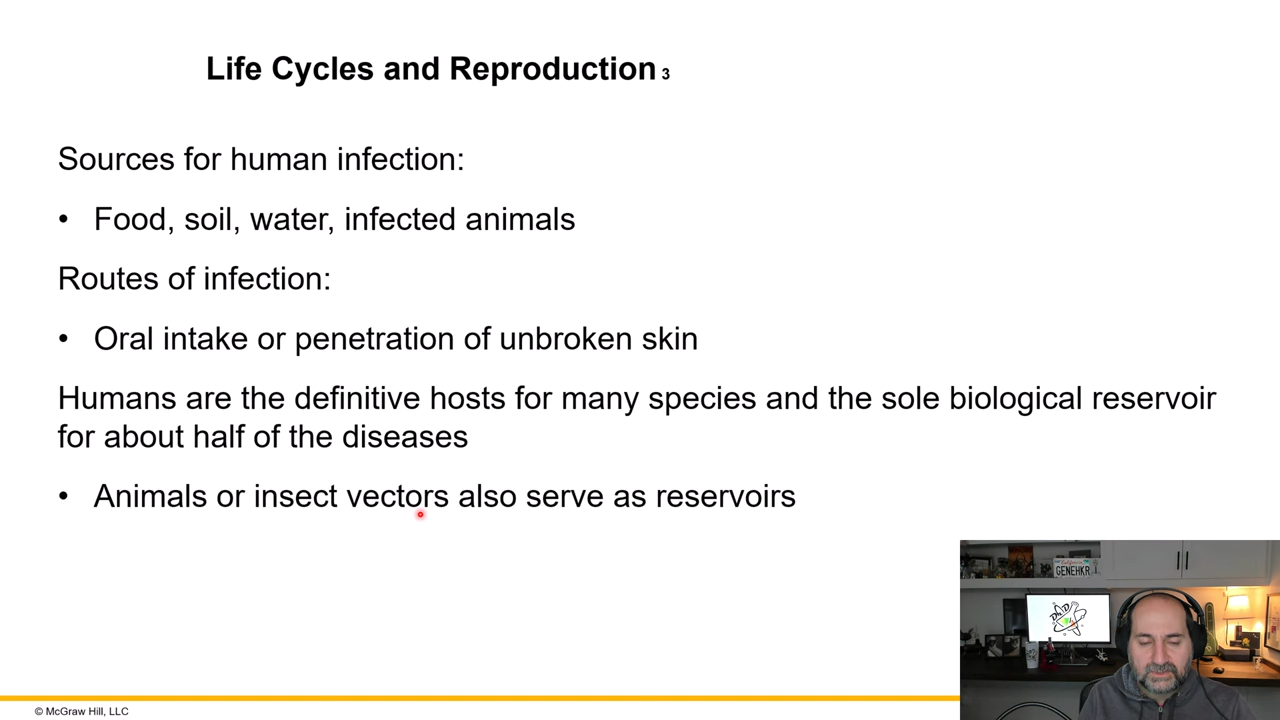 Life Cycles and Reproduction 3
Sources for human infection:
• Food, soil, water, infected animals
Routes of infection:
• Oral intake or penetration of unbroken skin
Humans are the definitive hosts for many species and the sole biological reservoir
for about half of the diseases
• Animals or insect vectors also serve as reservoirs
GENEHKR
© McGraw Hill, LLC